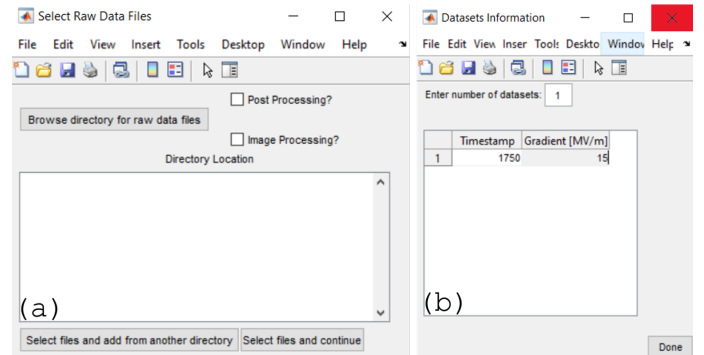 Select Raw Data Files
File Edit View Insert Tools Desktop Window Help
Post Processing?
Browse directory for raw data files
Image Processing?
Directory Location
(a)
Select files and add from another directory Select files and continue
Datasets Information
File Edit View Inser Tools Deskto Window Help
Enter number of datasets: 1
Timestamp Gradient [MV/m]
1 1750 15
(b)
Done